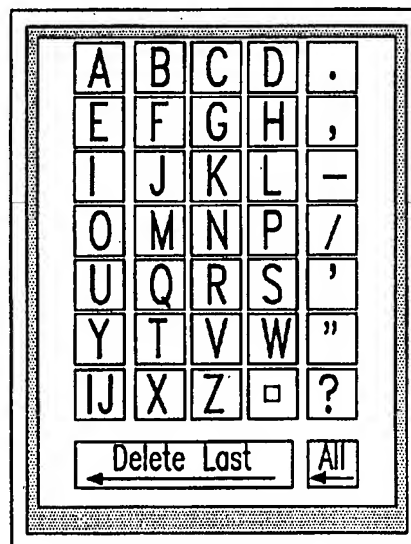 A B C D .
E F G H ,
I J K L –
O M N P /
U Q R S ’
Y T V W ”
IJ X Z □ ?
Delete Last All